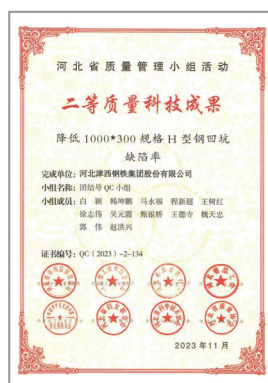 河北省质量管理小组活动
二等质量科技成果
降低1000*300规格H型钢凹坑
缺陷率
完成单位：河北津西钢铁集团股份有限公司
小组名称：团结号QC小组
小组成员：白颖 韩坤鹏 马永福 程新超 王树红
徐志伟 吴元霞 甄银桥 王德寺 魏天忠
郭伟 赵洪兴
证书编号：QC（2023）-2-134
2023年11月